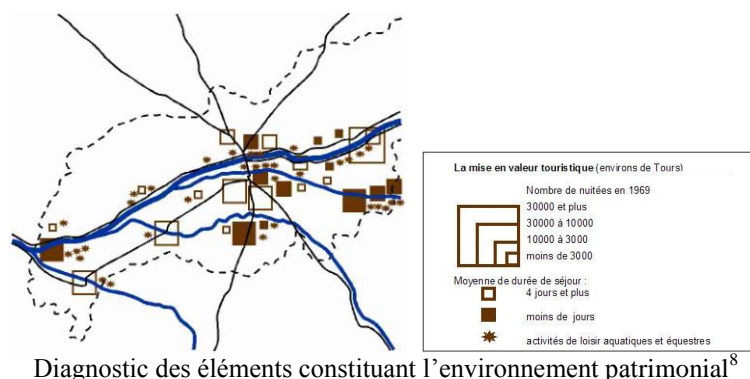 La mise en valeur touristique (environs de Tours)
Nombre de nuitées en 1969
30000 et plus
30000 à 10000
10000 à 3000
moins de 3000
Moyenne de durée de séjour :
4 jours et plus
moins de jours
activités de loisir aquatiques et équestres
Diagnostic des éléments constituant l'environnement patrimonial⁸